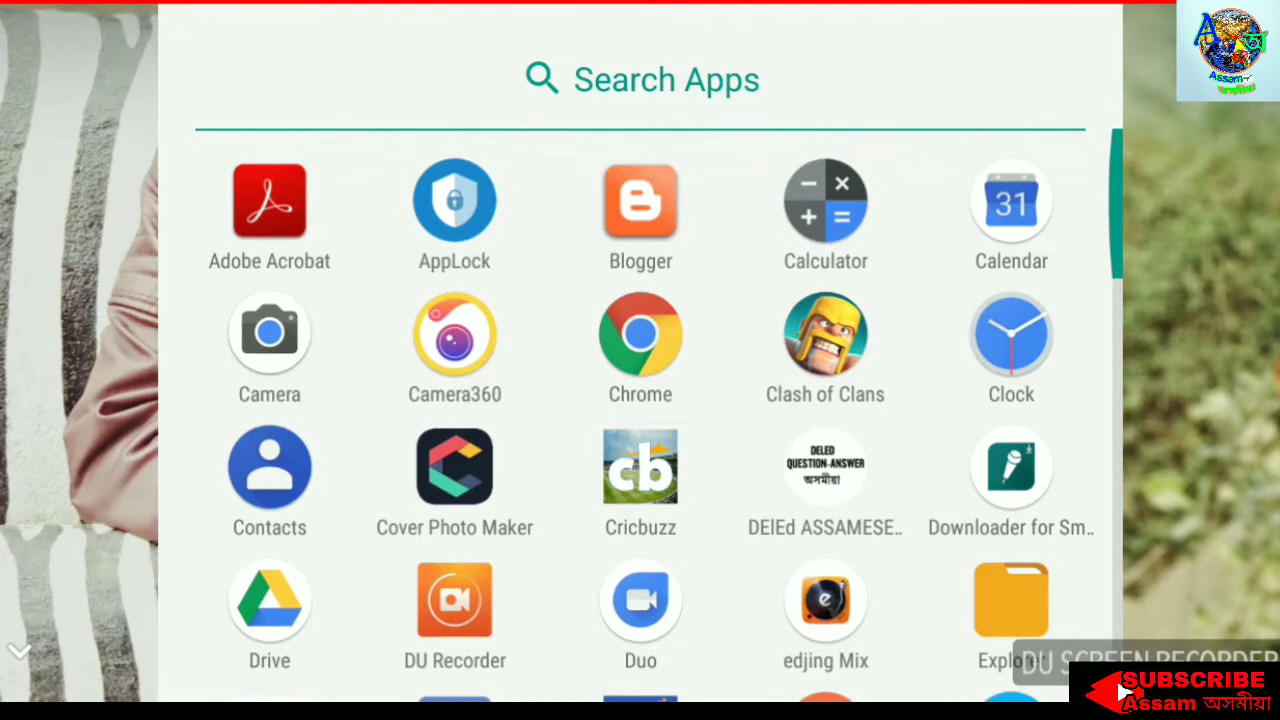 Search Apps
Adobe Acrobat
AppLock
Blogger
Calculator
31
Calendar
Camera
Camera360
Chrome
Clash of Clans
Clock
Contacts
Cover Photo Maker
cb
Cricbuzz
DELED
QUESTION-ANSWER
অসমীয়া
DElEd ASSAMESE..
Downloader for Sm..
Drive
DU Recorder
Duo
e
edjing Mix
Explorer
DU SCREEN RECORDER
SUBSCRIBE
Assam অসমীয়া
A অ
Assam